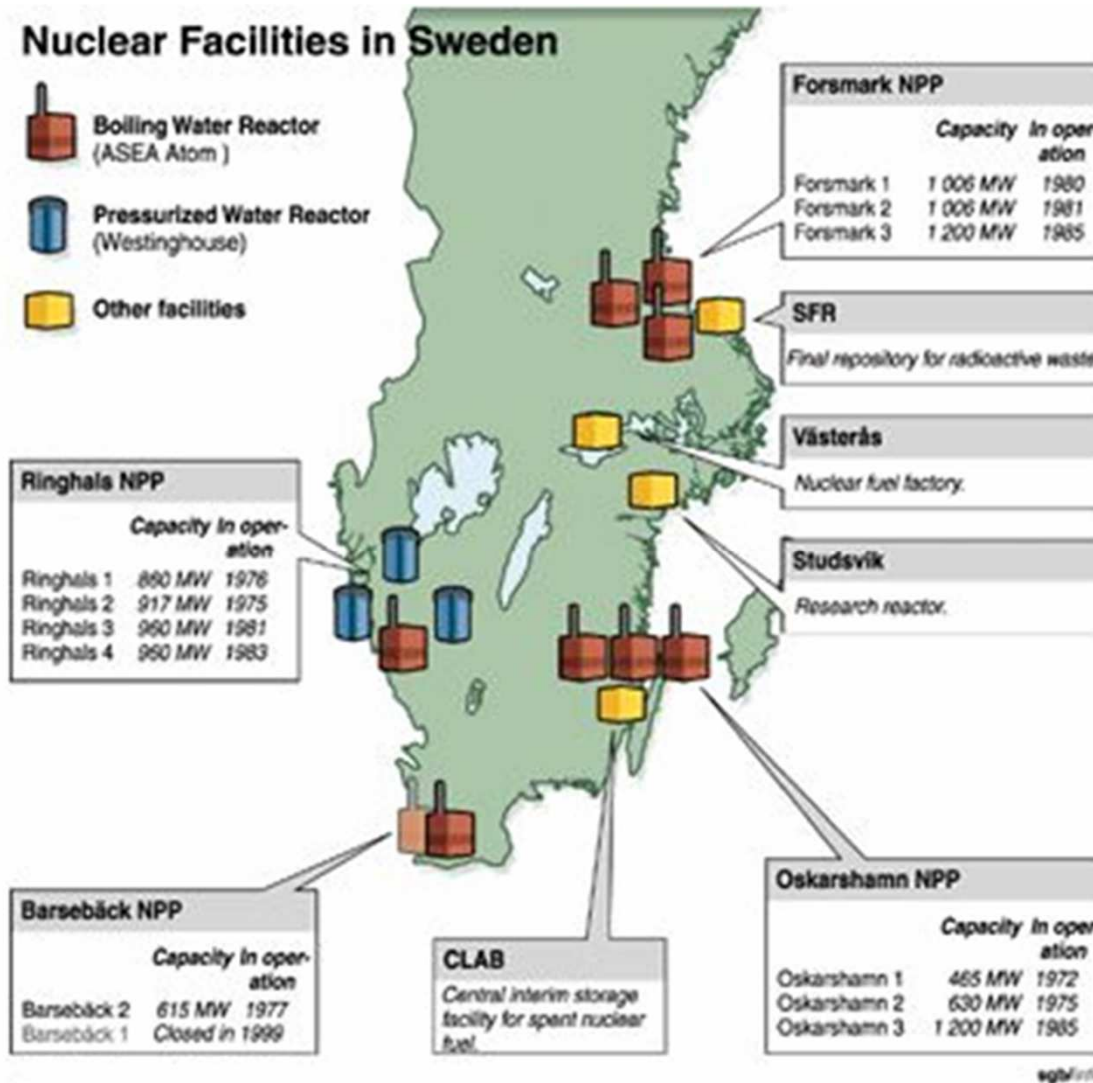 Nuclear Facilities in Sweden
Boiling Water Reactor
(ASEA Atom )
Pressurized Water Reactor
(Westinghouse)
Other facilities
Forsmark NPP
Capacity In oper-
ation
Forsmark 1 1 006 MW 1980
Forsmark 2 1 006 MW 1981
Forsmark 3 1 200 MW 1985
SFR
Final repository for radioactive waste
Västerås
Nuclear fuel factory.
Studsvik
Research reactor.
Ringhals NPP
Capacity In oper-
ation
Ringhals 1 860 MW 1976
Ringhals 2 917 MW 1975
Ringhals 3 960 MW 1981
Ringhals 4 960 MW 1983
Barsebäck NPP
Capacity In oper-
ation
Barsebäck 2 615 MW 1977
Barsebäck 1 Closed in 1999
CLAB
Central interim storage
facility for spent nuclear
fuel.
Oskarshamn NPP
Capacity In oper
ation
Oskarshamn 1 465 MW 1972
Oskarshamn 2 630 MW 1975
Oskarshamn 3 1 200 MW 1985